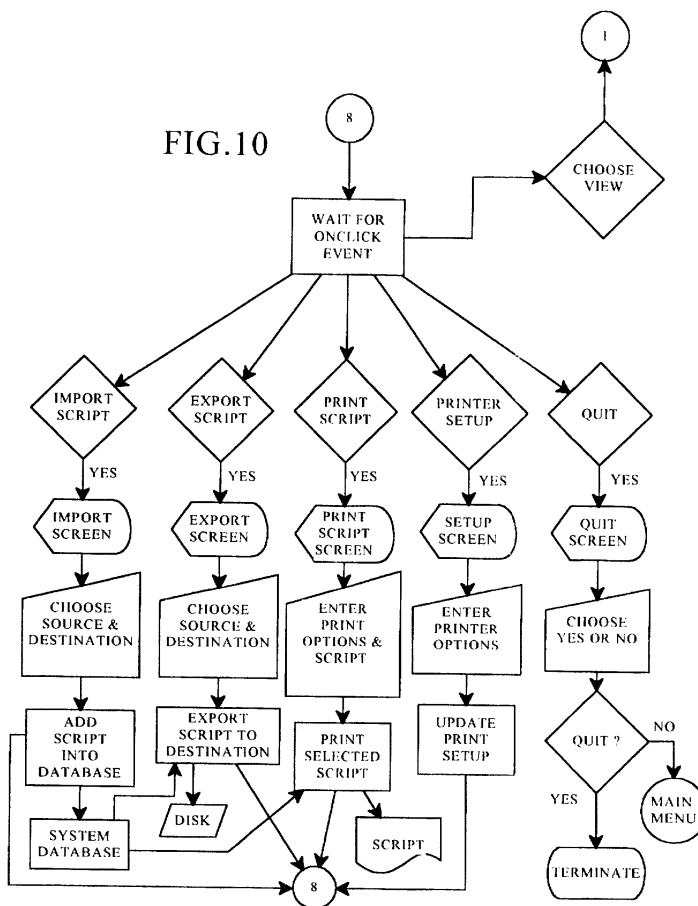 1
8
FIG.10
CHOOSE
VIEW
WAIT FOR
ONCLICK
EVENT
IMPORT
SCRIPT
EXPORT
SCRIPT
PRINT
SCRIPT
PRINTER
SETUP
QUIT
YES
YES
YES
YES
YES
IMPORT
SCREEN
EXPORT
SCREEN
PRINT
SCRIPT
SCREEN
SETUP
SCREEN
QUIT
SCREEN
CHOOSE
SOURCE &
DESTINATION
CHOOSE
SOURCE &
DESTINATION
ENTER
PRINT
OPTIONS &
SCRIPT
ENTER
PRINTER
OPTIONS
CHOOSE
YES OR NO
ADD
SCRIPT
INTO
DATABASE
EXPORT
SCRIPT TO
DESTINATION
PRINT
SELECTED
SCRIPT
UPDATE
PRINT
SETUP
QUIT ?
NO
YES
MAIN
MENU
SYSTEM
DATABASE
DISK
SCRIPT
8
TERMINATE